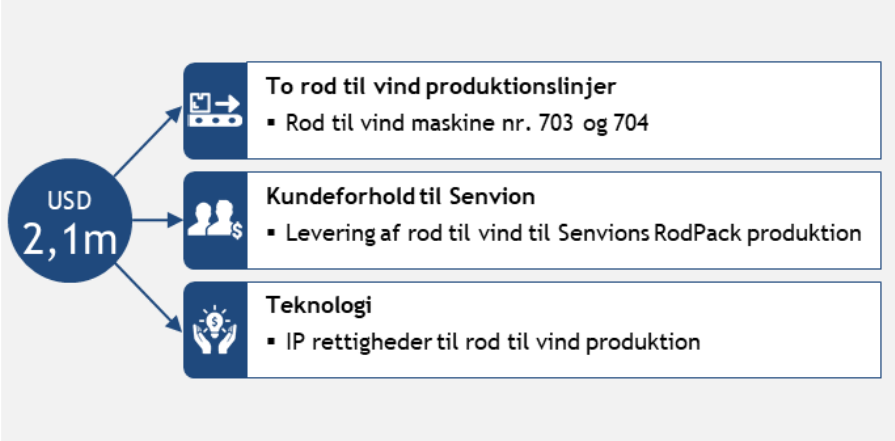 USD
2,1m
To rod til vind produktionslinjer
▪ Rod til vind maskine nr. 703 og 704
Kundeforhold til Senvion
▪ Levering af rod til vind til Senvions RodPack produktion
Teknologi
▪ IP rettigheder til rod til vind produktion